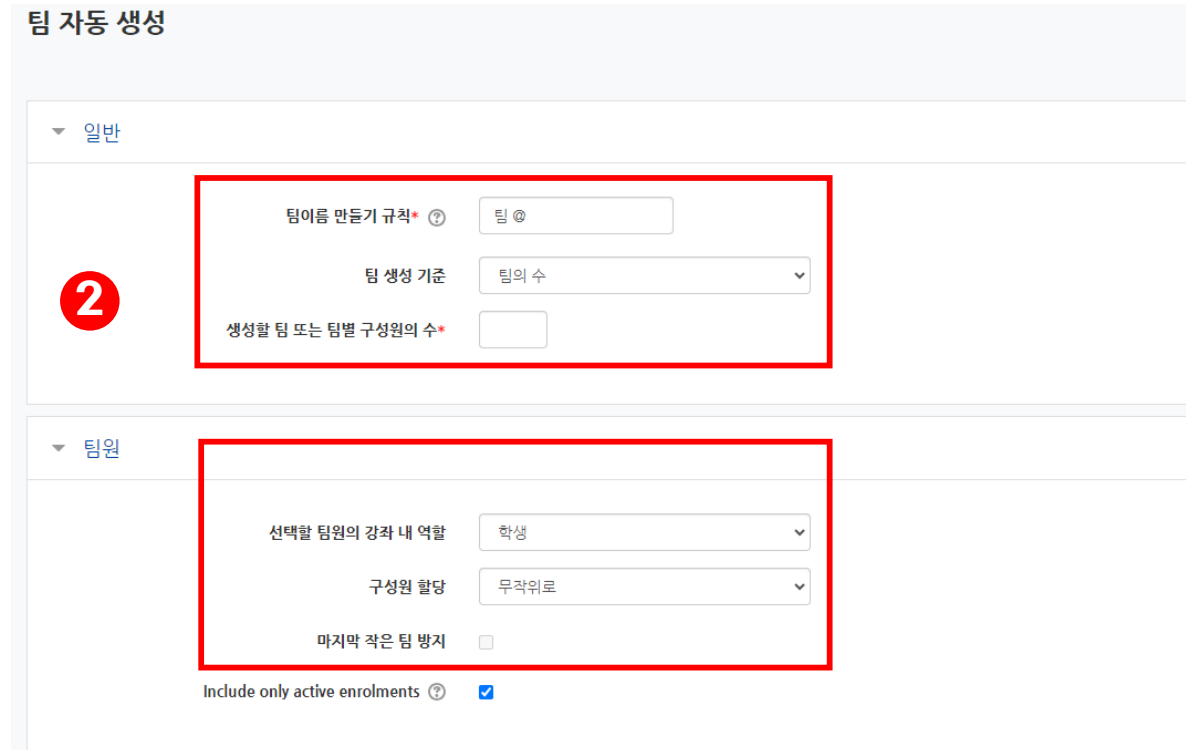 팀 자동 생성
일반
팀이름 만들기 규칙* ? 팀 @
2
팀 생성 기준 팀의 수
생성할 팀 또는 팀별 구성원의 수*
팀원
선택할 팀원의 강좌 내 역할 학생
구성원 할당 무작위로
마지막 작은 팀 방지
Include only active enrolments ?